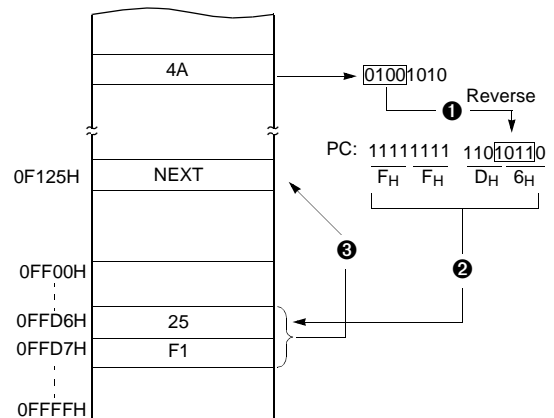 4A
01001010
Reverse
❶
PC: 11111111 11010110
FH FH DH 6H
0F125H NEXT
❸ ❷
0FF00H
0FFD6H 25
0FFD7H F1
0FFFFH